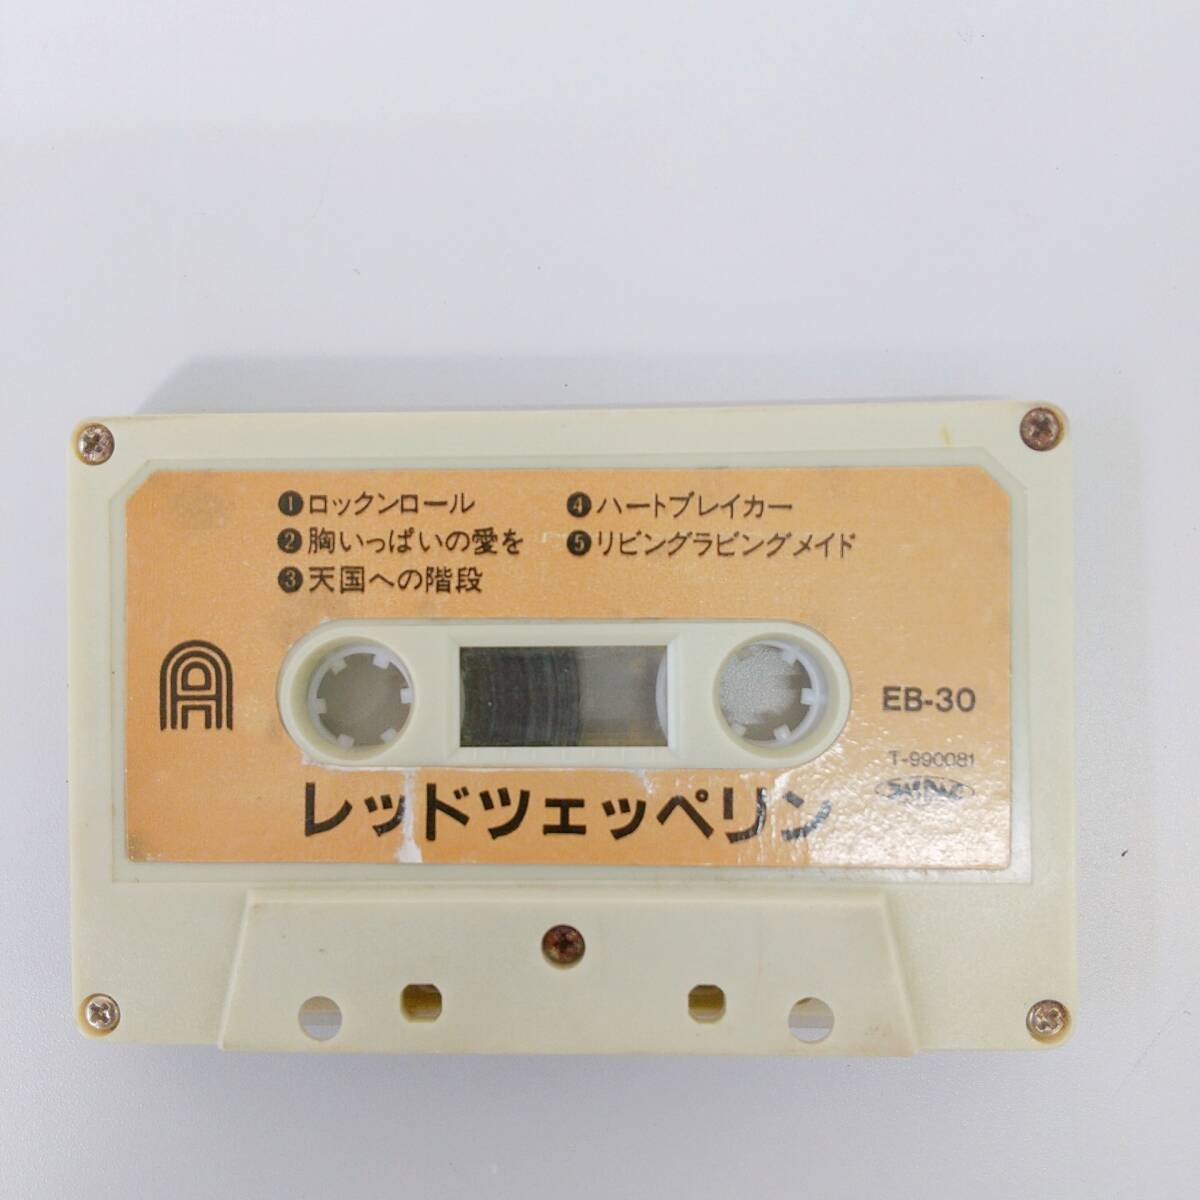 ❶ロックンロール
❷胸いっぱいの愛を
❸天国への階段
❹ハートブレイカー
❺リビングラビングメイド
A
EB-30
T-990081
レッドツェッペリン